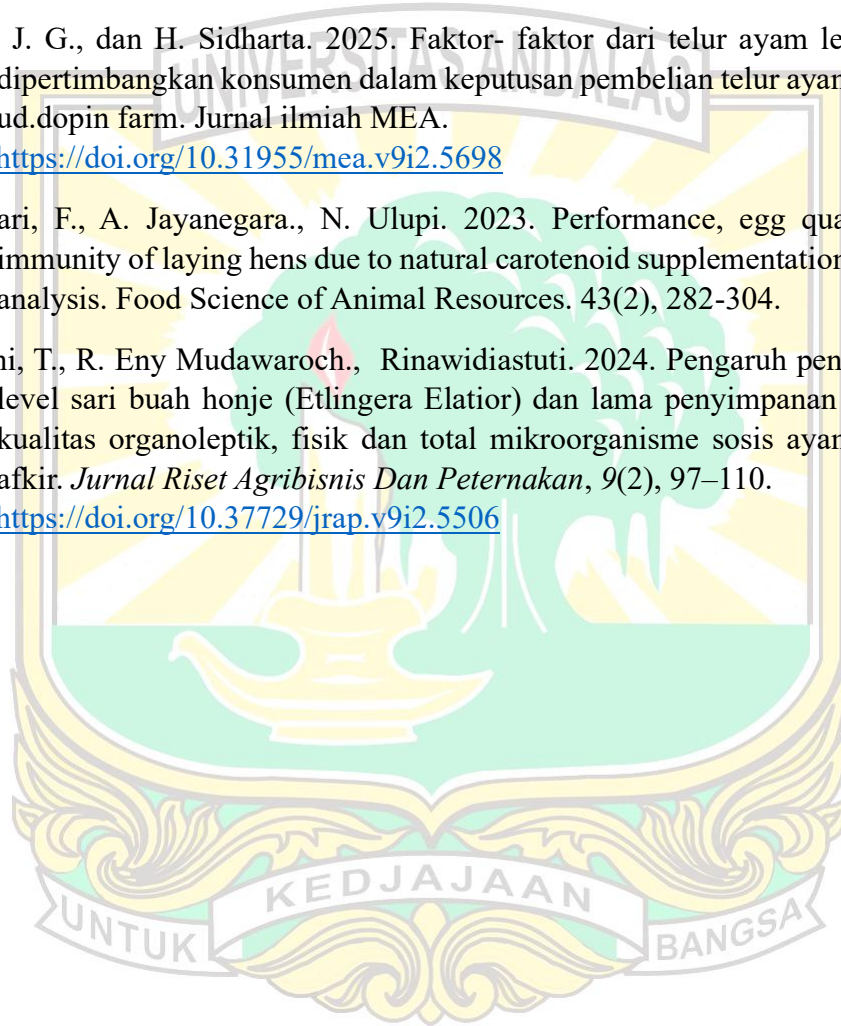 J. G., dan H. Sidharta. 2025. Faktor- faktor dari telur ayam le
dipertimbangkan konsumen dalam keputusan pembelian telur ayan
ud.dopin farm. Jurnal ilmiah MEA.
https://doi.org/10.31955/mea.v9i2.5698
ari, F., A. Jayanegara., N. Ulupi. 2023. Performance, egg qua
immunity of laying hens due to natural carotenoid supplementation
analysis. Food Science of Animal Resources. 43(2), 282-304.
ni, T., R. Eny Mudawaroch., Rinawidiastuti. 2024. Pengaruh pen
level sari buah honje (Etlingera Elatior) dan lama penyimpanan
kualitas organoleptik, fisik dan total mikroorganisme sosis ayan
afkir. Jurnal Riset Agribisnis Dan Peternakan, 9(2), 97–110.
https://doi.org/10.37729/jrap.v9i2.5506
UNIVERSITAS ANDALAS
KEDJAJAAN
UNTUK BANGSA